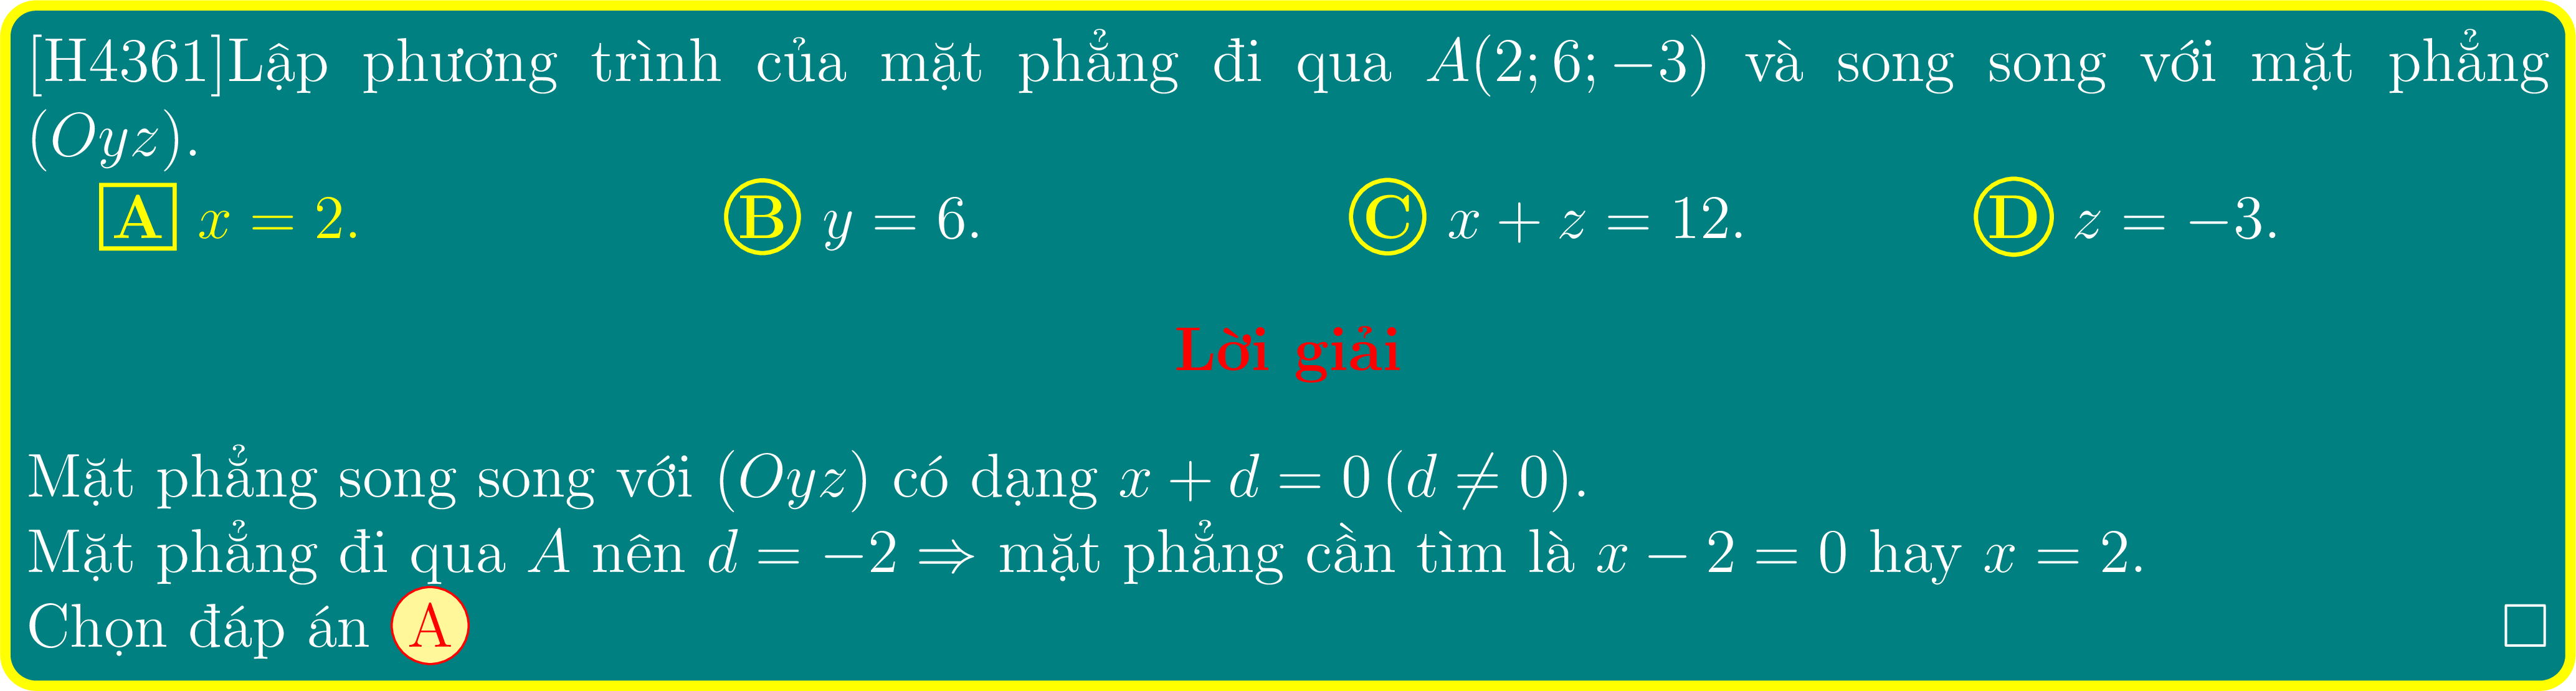 [H4361]Lập phương trình của mặt phẳng đi qua A(2; 6; −3) và song song với mặt phẳng
(Oyz).
A x = 2. B y = 6. C x + z = 12. D z = −3.
Lời giải
Mặt phẳng song song với (Oyz) có dạng x + d = 0 (d ≠ 0).
Mặt phẳng đi qua A nên d = −2 ⇒ mặt phẳng cần tìm là x − 2 = 0 hay x = 2.
Chọn đáp án A □